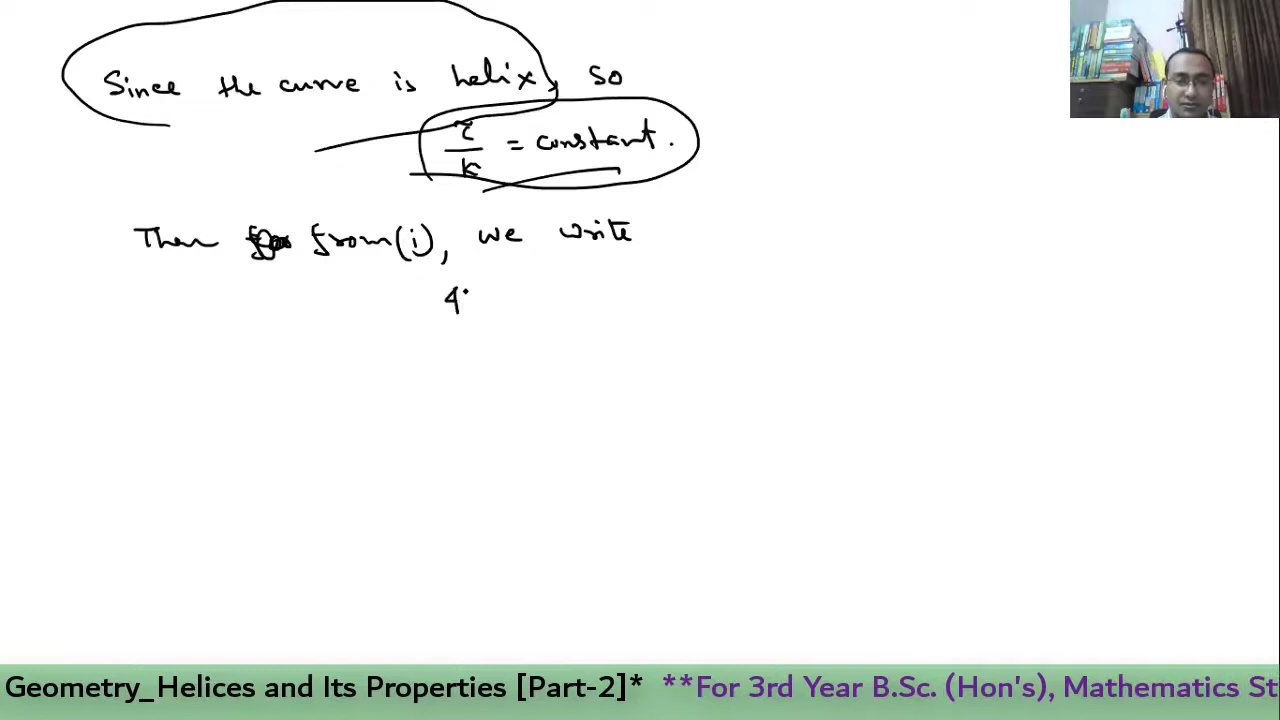 Since the curve is helix, so
τ/κ = constant.
Then from (i), we write
4
Geometry_Helices and Its Properties [Part-2]* **For 3rd Year B.Sc. (Hon's), Mathematics St